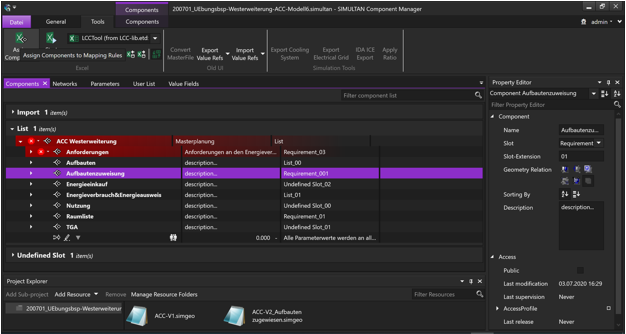 Components
200701_UEbungsbsp-Westerweiterung-ACC-Modell6.simultan - SIMULTAN Component Manager
Datei
General
Tools
Components
admin
LCCTool (from LCC-lib.etd
As
Comp
Assign Components to Mapping Rules
Excel
Convert
MasterFile
Export
Value Refs
Import
Value Refs
Old UI
Export Cooling
System
Export
Electrical Grid
IDA ICE
Export
Apply
Ratio
Simulation Tools
Components
Networks
Parameters
User List
Value Fields
Filter component list
Import 1 item(s)
List 1 item(s)
ACC Westerweiterung
Masterplanung
List
Anforderungen
Anforderungen an den Energiever...
Requirement_03
Aufbauten
description...
List_00
Aufbautenzuweisung
description...
Requirement_001
Energieeinkauf
description...
Undefined Slot_02
Energieverbrauch&Energieausweis
description...
List_01
Nutzung
description...
Undefined Slot_00
Raumliste
description...
Requirement_01
TGA
description...
Undefined Slot_01
0.000 - Alle Parameterwerte werden an all...
Undefined Slot 1 item(s)
Project Explorer
Add Sub-project
Add Resource
Remove
Manage Resource Folders
Filter Resources
200701_UEbungsbsp-Westerweiterun
ACC-V1.simgeo
ACC-V2_Aufbauten
zugewiesen.simgeo
Property Editor
Component Aufbautenzuweisung
Filter Property Editor
Component
Name
Aufbautenzu...
Slot
Requirement
Slot-Extension
01
Geometry Relation
Sorting By
Description
description...
Access
Public
Last modification
03.07.2020 16:29
Last supervision
Never
AccessProfile
Last release
Never